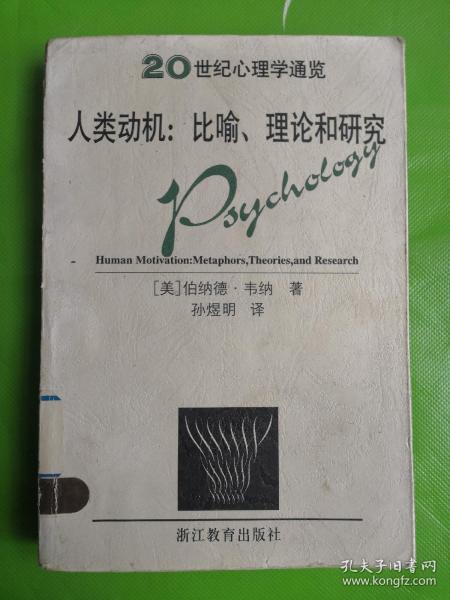 20世纪心理学通览
人类动机：比喻、理论和研究
Psychology
Human Motivation:Metaphors,Theories,and Research
[美]伯纳德·韦纳 著
孙煜明 译
浙江教育出版社
孔夫子旧书网
www.kongfz.com